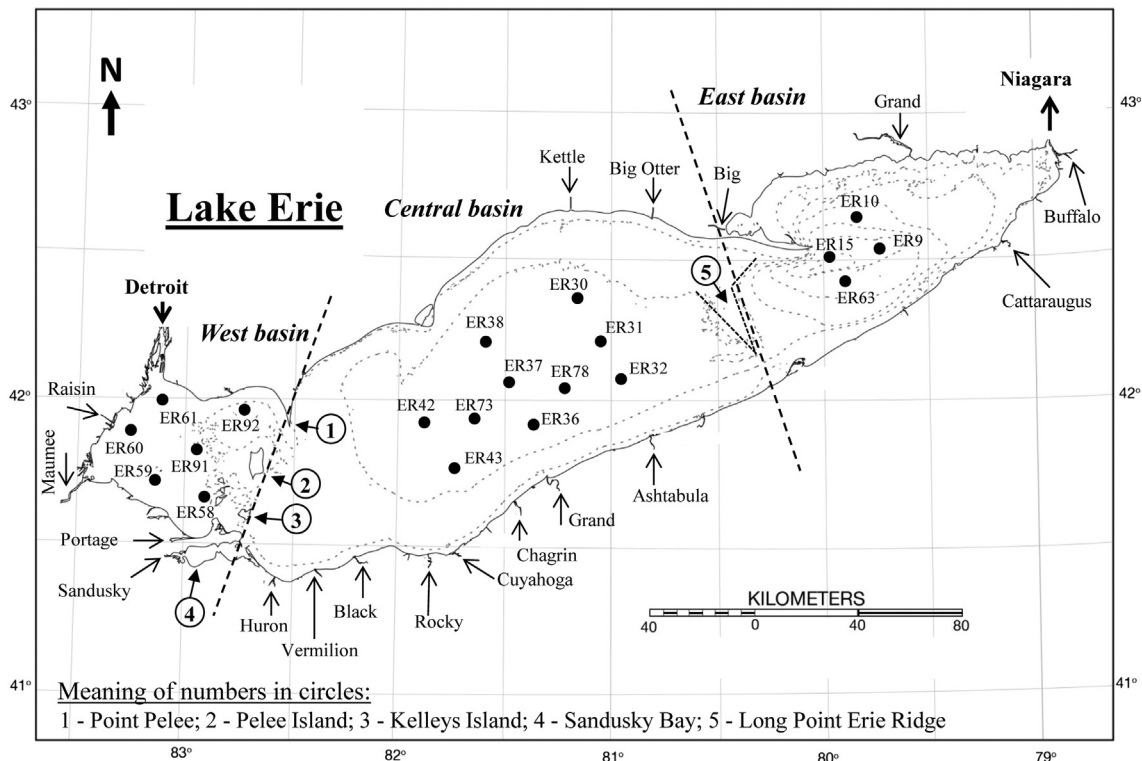 N
East basin
Niagara
43°
43°
Grand
Kettle
Big Otter
Big
Lake Erie
Central basin
Buffalo
ER10
ER15
ER9
ER63
Cattaraugus
5
ER30
Detroit
West basin
ER38
ER31
ER37
ER78
ER32
Raisin
42°
42°
ER61
ER92
ER42
ER73
ER36
1
ER60
Maumee
ER59
ER91
ER43
2
ER58
3
Ashtabula
Grand
Portage
Chagrin
Sandusky
Cuyahoga
4
Huron
Black
Rocky
Vermilion
KILOMETERS
40 0 40 80
41°
41°
Meaning of numbers in circles:
1 - Point Pelee; 2 - Pelee Island; 3 - Kelleys Island; 4 - Sandusky Bay; 5 - Long Point Erie Ridge
83° 82° 81° 80° 79°